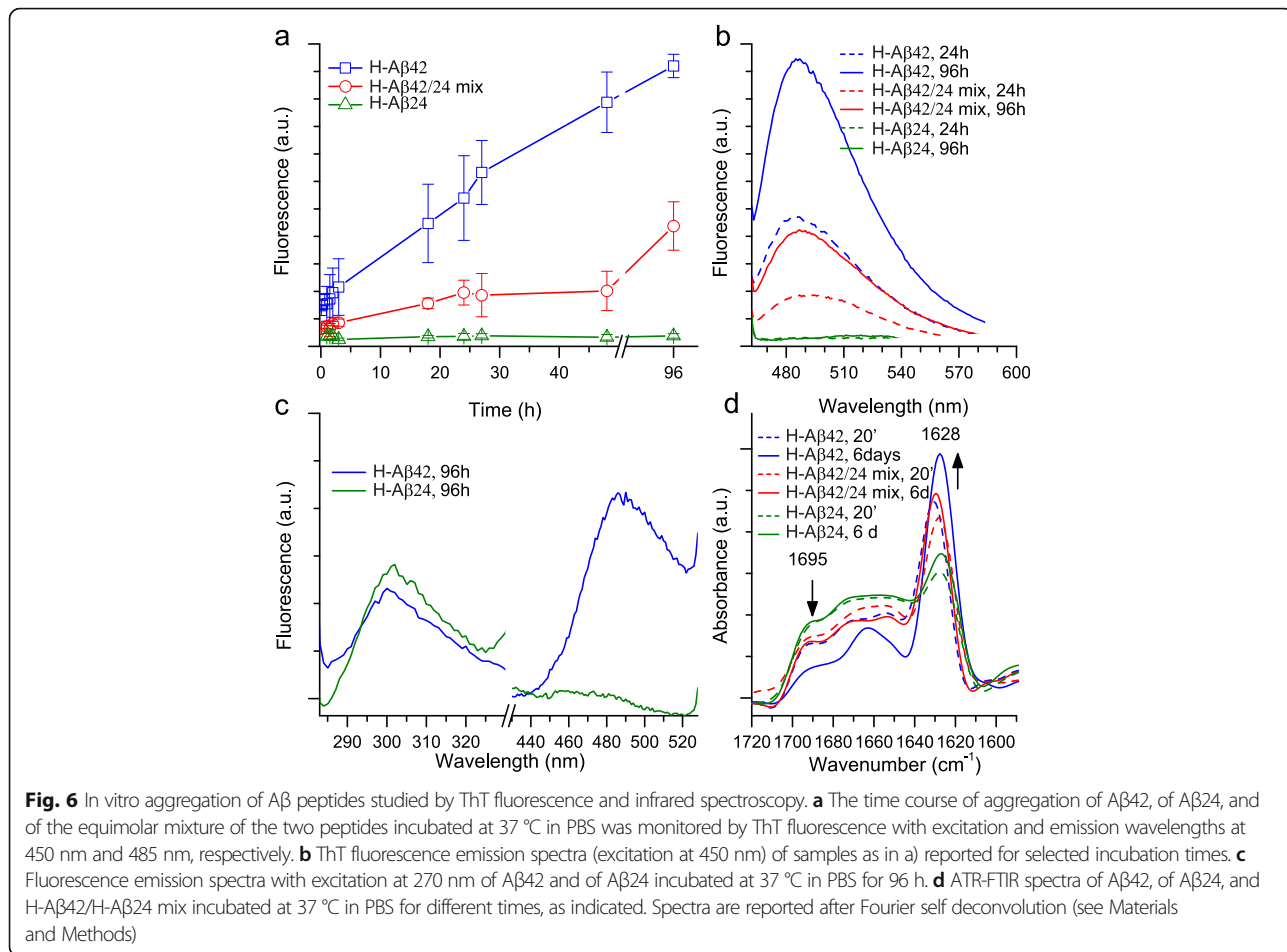 a
H-Aβ42
H-Aβ42/24 mix
H-Aβ24
Fluorescence (a.u.)
0 10 20 30 40 96
Time (h)
b
H-Aβ42, 24h
H-Aβ42, 96h
H-Aβ42/24 mix, 24h
H-Aβ42/24 mix, 96h
H-Aβ24, 24h
H-Aβ24, 96h
Fluorescence (a.u.)
480 510 540 570 600
Wavelength (nm)
c
H-Aβ42, 96h
H-Aβ24, 96h
Fluorescence (a.u.)
290 300 310 320 440 460 480 500 520
Wavelength (nm)
d
H-Aβ42, 20'
H-Aβ42, 6days
H-Aβ42/24 mix, 20'
H-Aβ42/24 mix, 6d
H-Aβ24, 20'
H-Aβ24, 6 d
1628
1695
Absorbance (a.u.)
1720 1700 1680 1660 1640 1620 1600
Wavenumber (cm⁻¹)
Fig. 6 In vitro aggregation of Aβ peptides studied by ThT fluorescence and infrared spectroscopy. a The time course of aggregation of Aβ42, of Aβ24, and
of the equimolar mixture of the two peptides incubated at 37 °C in PBS was monitored by ThT fluorescence with excitation and emission wavelengths at
450 nm and 485 nm, respectively. b ThT fluorescence emission spectra (excitation at 450 nm) of samples as in a) reported for selected incubation times. c
Fluorescence emission spectra with excitation at 270 nm of Aβ42 and of Aβ24 incubated at 37 °C in PBS for 96 h. d ATR-FTIR spectra of Aβ42, of Aβ24, and
H-Aβ42/H-Aβ24 mix incubated at 37 °C in PBS for different times, as indicated. Spectra are reported after Fourier self deconvolution (see Materials
and Methods)